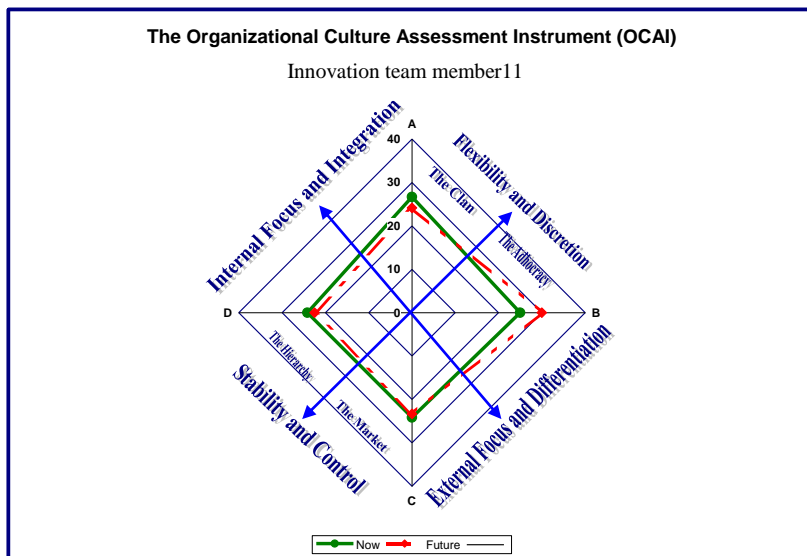 The Organizational Culture Assessment Instrument (OCAI)
Innovation team member11
A
40
30
20
10
0
Internal Focus and Integration
Flexibility and Discretion
The Clan
The Adhocracy
D
B
The Hierarchy
The Market
Stability and Control
External Focus and Differentiation
C
Now
Future